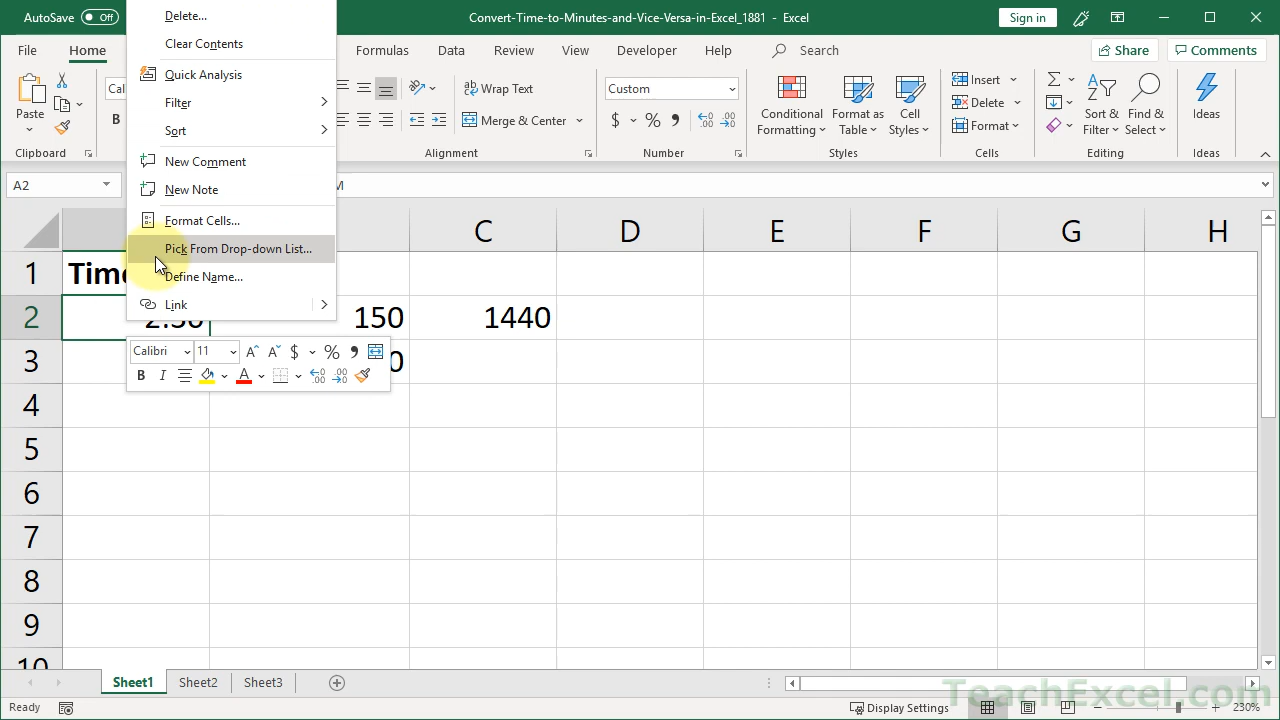 AutoSave Off
Convert-Time-to-Minutes-and-Vice-Versa-in-Excel_1881 - Excel
Sign in
File Home Formulas Data Review View Developer Help Search Share Comments
Paste
Clipboard
B
Wrap Text
Merge & Center
Alignment
Custom
$ % 9
Number
Conditional Formatting
Format as Table
Cell Styles
Styles
Insert
Delete
Format
Cells
Sort & Filter
Find & Select
Editing
Ideas
Ideas
Delete...
Clear Contents
Quick Analysis
Filter
Sort
New Comment
New Note
Format Cells...
Pick From Drop-down List...
Define Name...
Link
A2
M
C D E F G H
1 Time
2 2:30 150 1440
3
4
5
6
7
8
9
10
Calibri 11 A A $ % 9
B I A
Sheet1 Sheet2 Sheet3
Ready
Display Settings
230%
TeachExcel.com